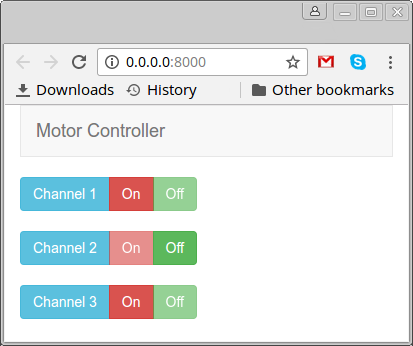 0.0.0.0:8000
Downloads History Other bookmarks
Motor Controller
Channel 1 On Off
Channel 2 On Off
Channel 3 On Off